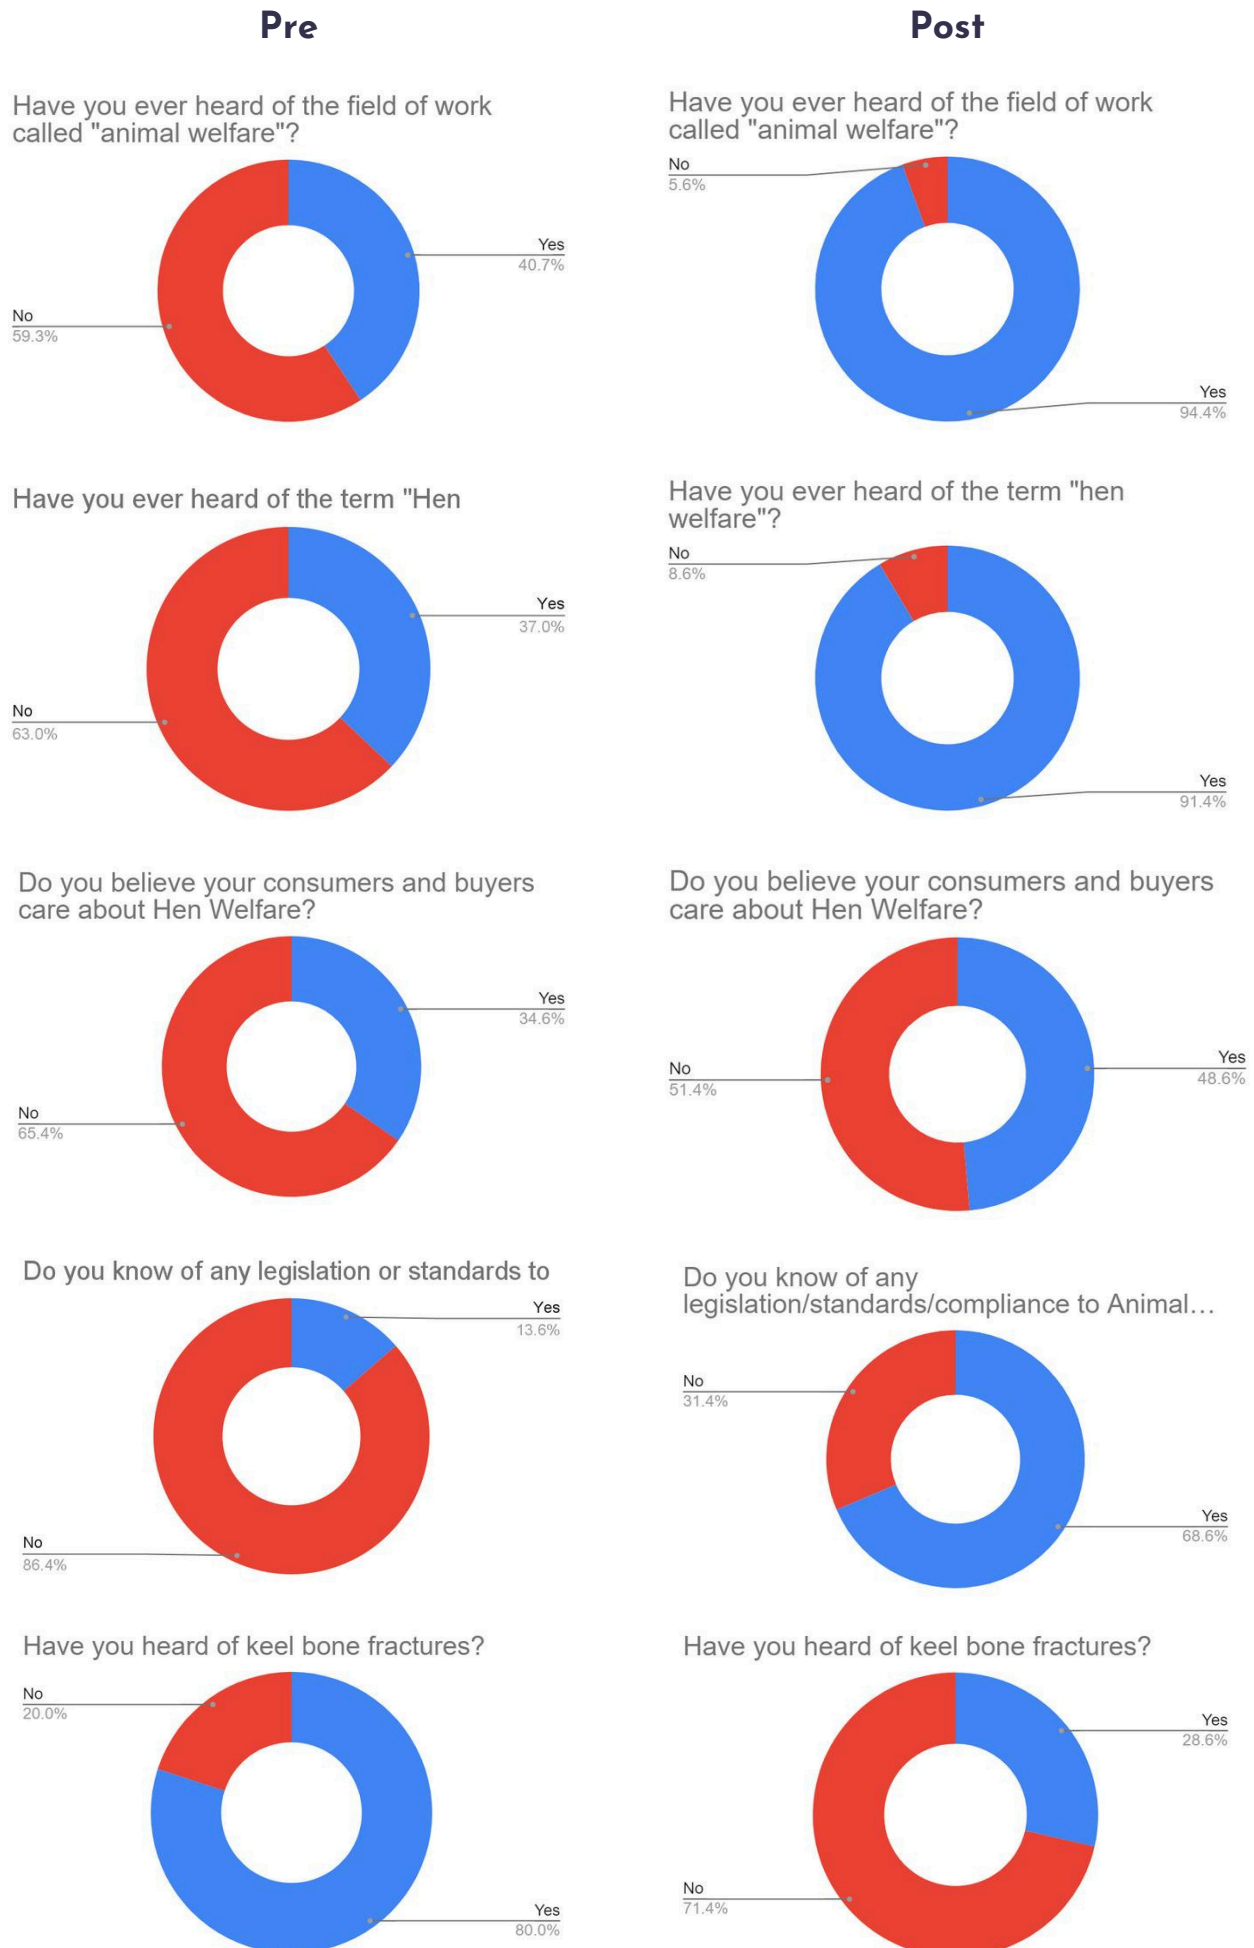 Pre
Post
Have you ever heard of the field of work
called "animal welfare"?
Yes
40.7%
No
59.3%
Have you ever heard of the field of work
called "animal welfare"?
No
5.6%
Yes
94.4%
Have you ever heard of the term "Hen
Yes
37.0%
No
63.0%
Have you ever heard of the term "hen
welfare"?
No
8.6%
Yes
91.4%
Do you believe your consumers and buyers
care about Hen Welfare?
Yes
34.6%
No
65.4%
Do you believe your consumers and buyers
care about Hen Welfare?
Yes
48.6%
No
51.4%
Do you know of any legislation or standards to
Yes
13.6%
No
86.4%
Do you know of any
legislation/standards/compliance to Animal…
No
31.4%
Yes
68.6%
Have you heard of keel bone fractures?
No
20.0%
Yes
80.0%
Have you heard of keel bone fractures?
Yes
28.6%
No
71.4%